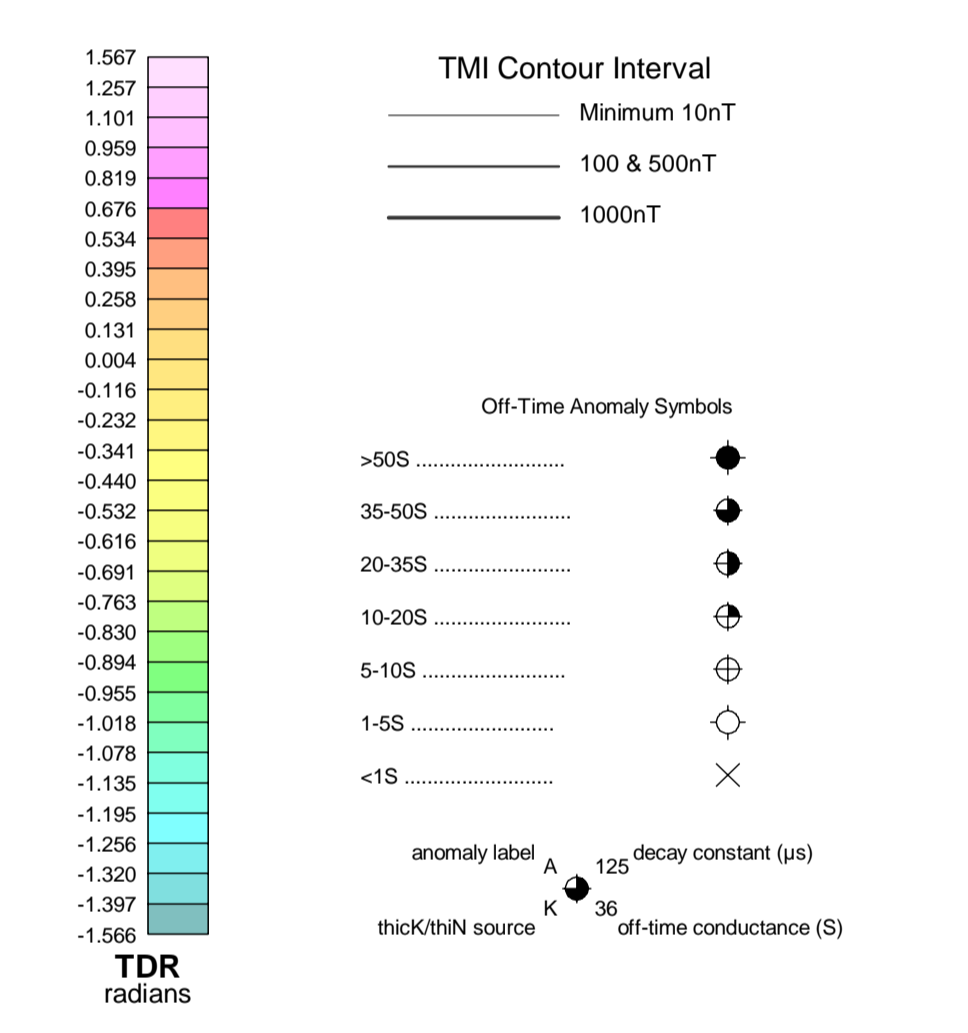 1.567
1.257
1.101
0.959
0.819
0.676
0.534
0.395
0.258
0.131
0.004
-0.116
-0.232
-0.341
-0.440
-0.532
-0.616
-0.691
-0.763
-0.830
-0.894
-0.955
-1.018
-1.078
-1.135
-1.195
-1.256
-1.320
-1.397
-1.566
TDR
radians
TMI Contour Interval
Minimum 10nT
100 & 500nT
1000nT
Off-Time Anomaly Symbols
>50S .........................
35-50S .......................
20-35S .......................
10-20S .......................
5-10S ........................
1-5S ........................
<1S .........................
anomaly label A 125 decay constant (µs)
K 36
thicK/thiN source off-time conductance (S)